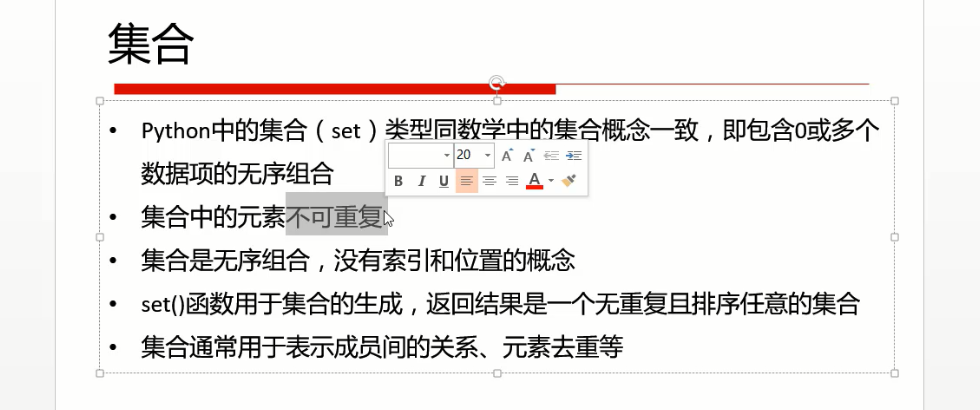 集合
• Python中的集合（set）类型同数学中的集合概念一致，即包含0或多个
数据项的无序组合
20
B I U A
• 集合中的元素不可重复
• 集合是无序组合，没有索引和位置的概念
• set()函数用于集合的生成，返回结果是一个无重复且排序任意的集合
• 集合通常用于表示成员间的关系、元素去重等